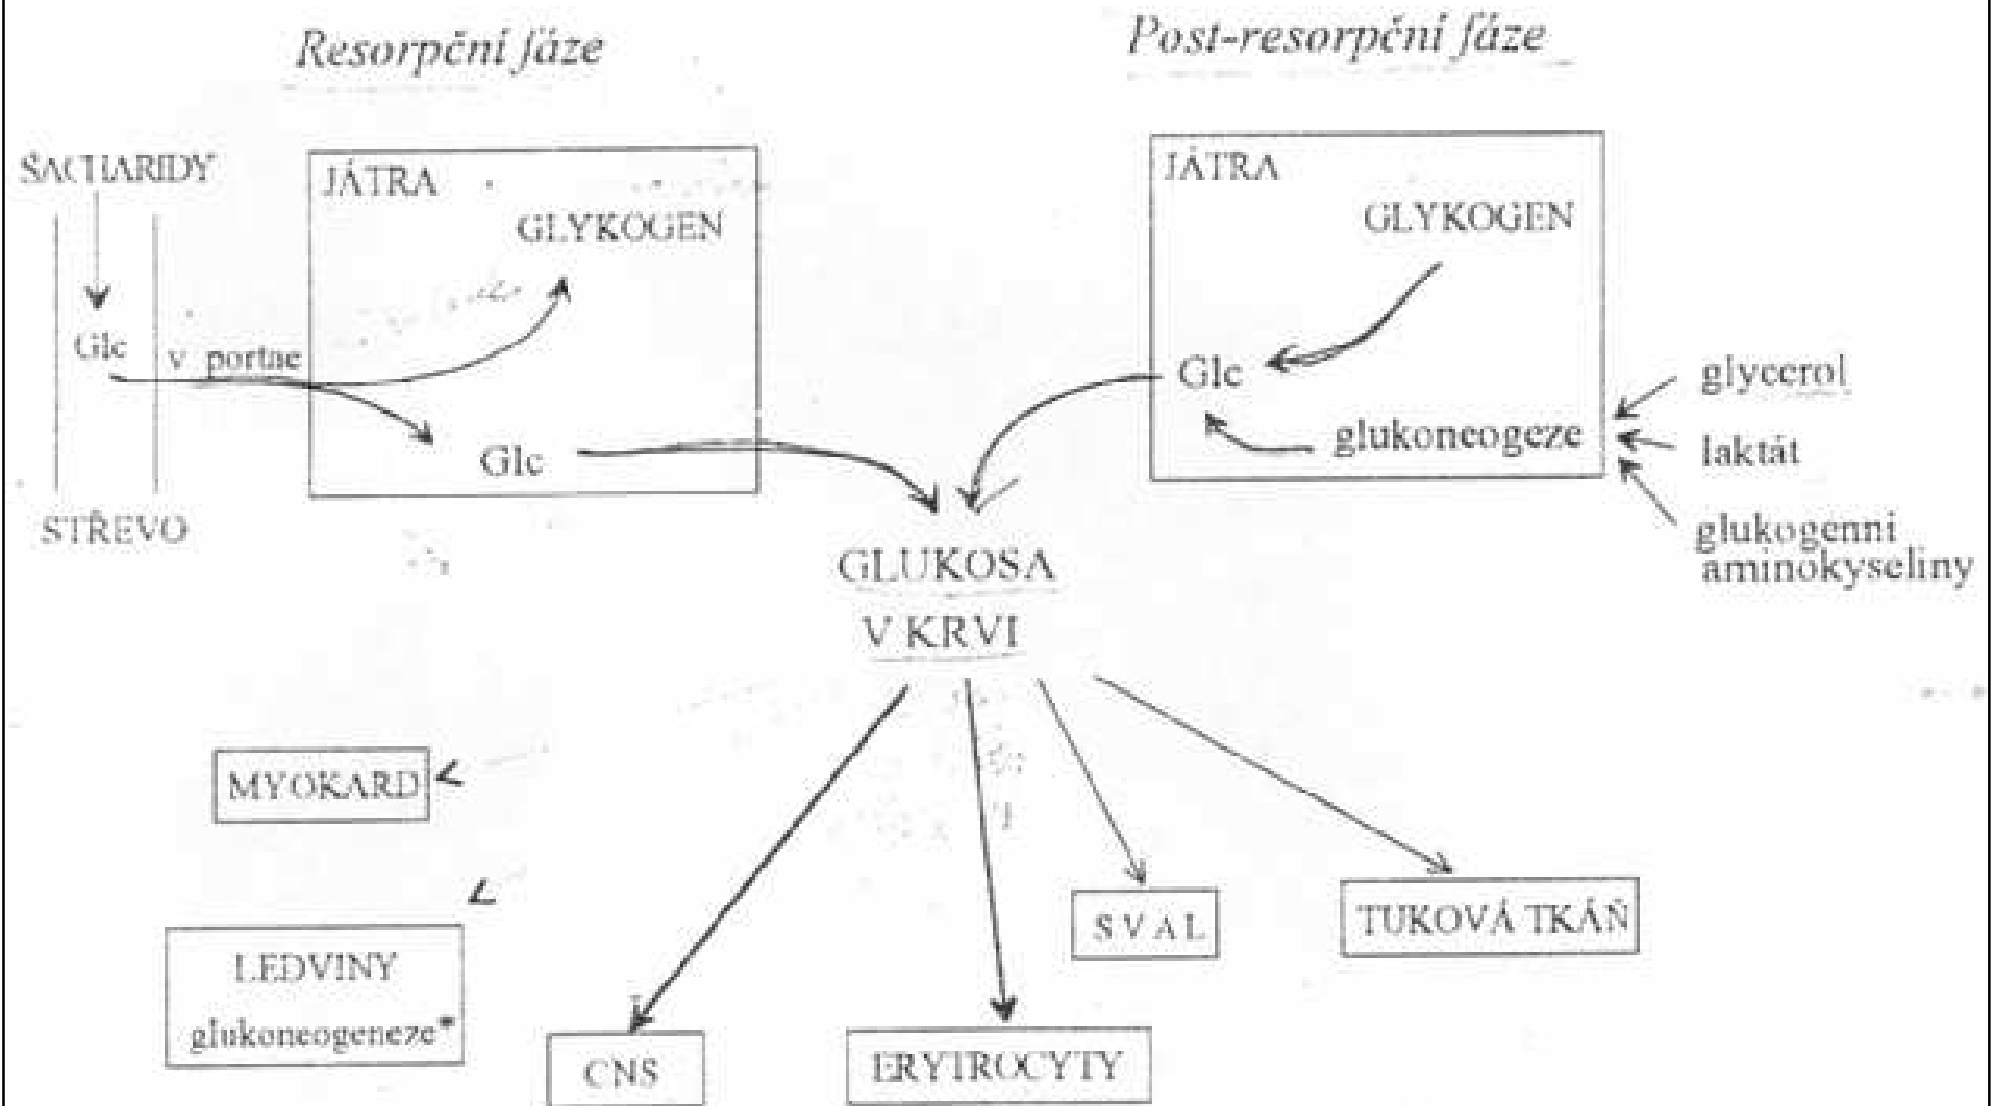 Resorpční fáze
Post-resorpční fáze
SACHARIDY
Glc
v portae
STŘEVO
JÁTRA
GLYKOGEN
Glc
JÁTRA
GLYKOGEN
Glc
glukoneogeze
glycerol
laktát
glukogenni
aminokyseliny
GLUKOSA
V KRVI
MYOKARD
LEDVINY
glukoneogeneze*
CNS
ERYTROCYTY
SVAL
TUKOVÁ TKÁŇ